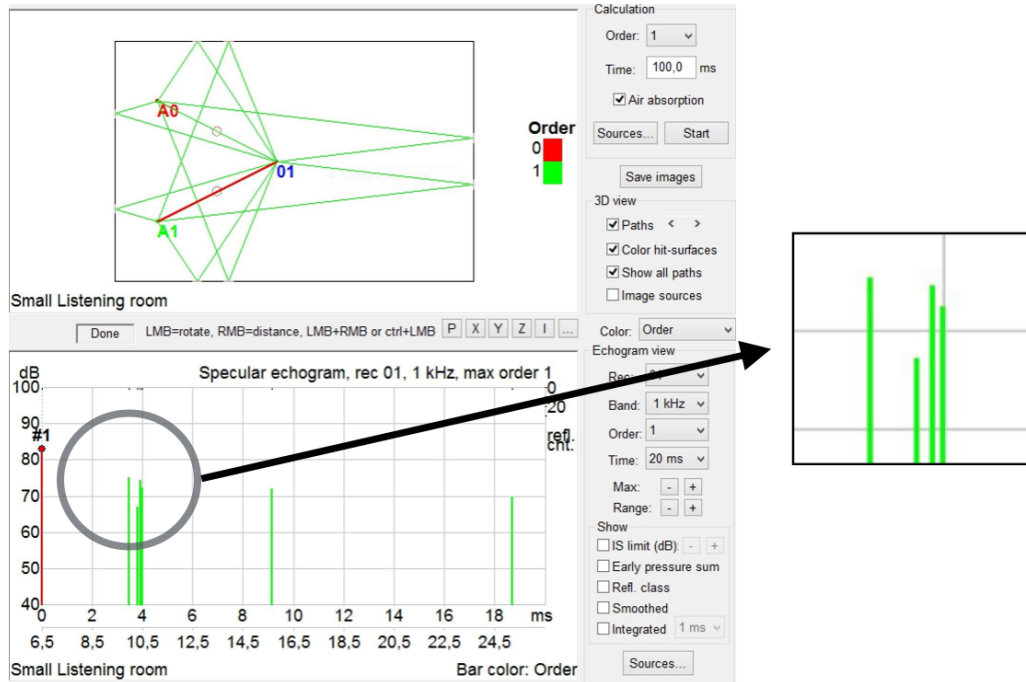 A0
A1
01
Order
0
1
Small Listening room
Calculation
Order: 1
Time: 100,0 ms
Air absorption
Sources... Start
Save images
3D view
Paths < >
Color hit-surfaces
Show all paths
Image sources
Done LMB=rotate, RMB=distance, LMB+RMB or ctrl+LMB P X Y Z I ...
Color: Order
dB
Specular echogram, rec 01, 1 kHz, max order 1
100
90
80
70
60
50
40
#1
0
20
refl.
cnt.
0 2 4 6 8 10 12 14 16 18 ms
6,5 8,5 10,5 12,5 14,5 16,5 18,5 20,5 22,5 24,5
Small Listening room Bar color: Order
Echogram view
Rec:
Band: 1 kHz
Order: 1
Time: 20 ms
Max: - +
Range: - +
Show
IS limit (dB): - +
Early pressure sum
Refl. class
Smoothed
Integrated 1 ms
Sources...